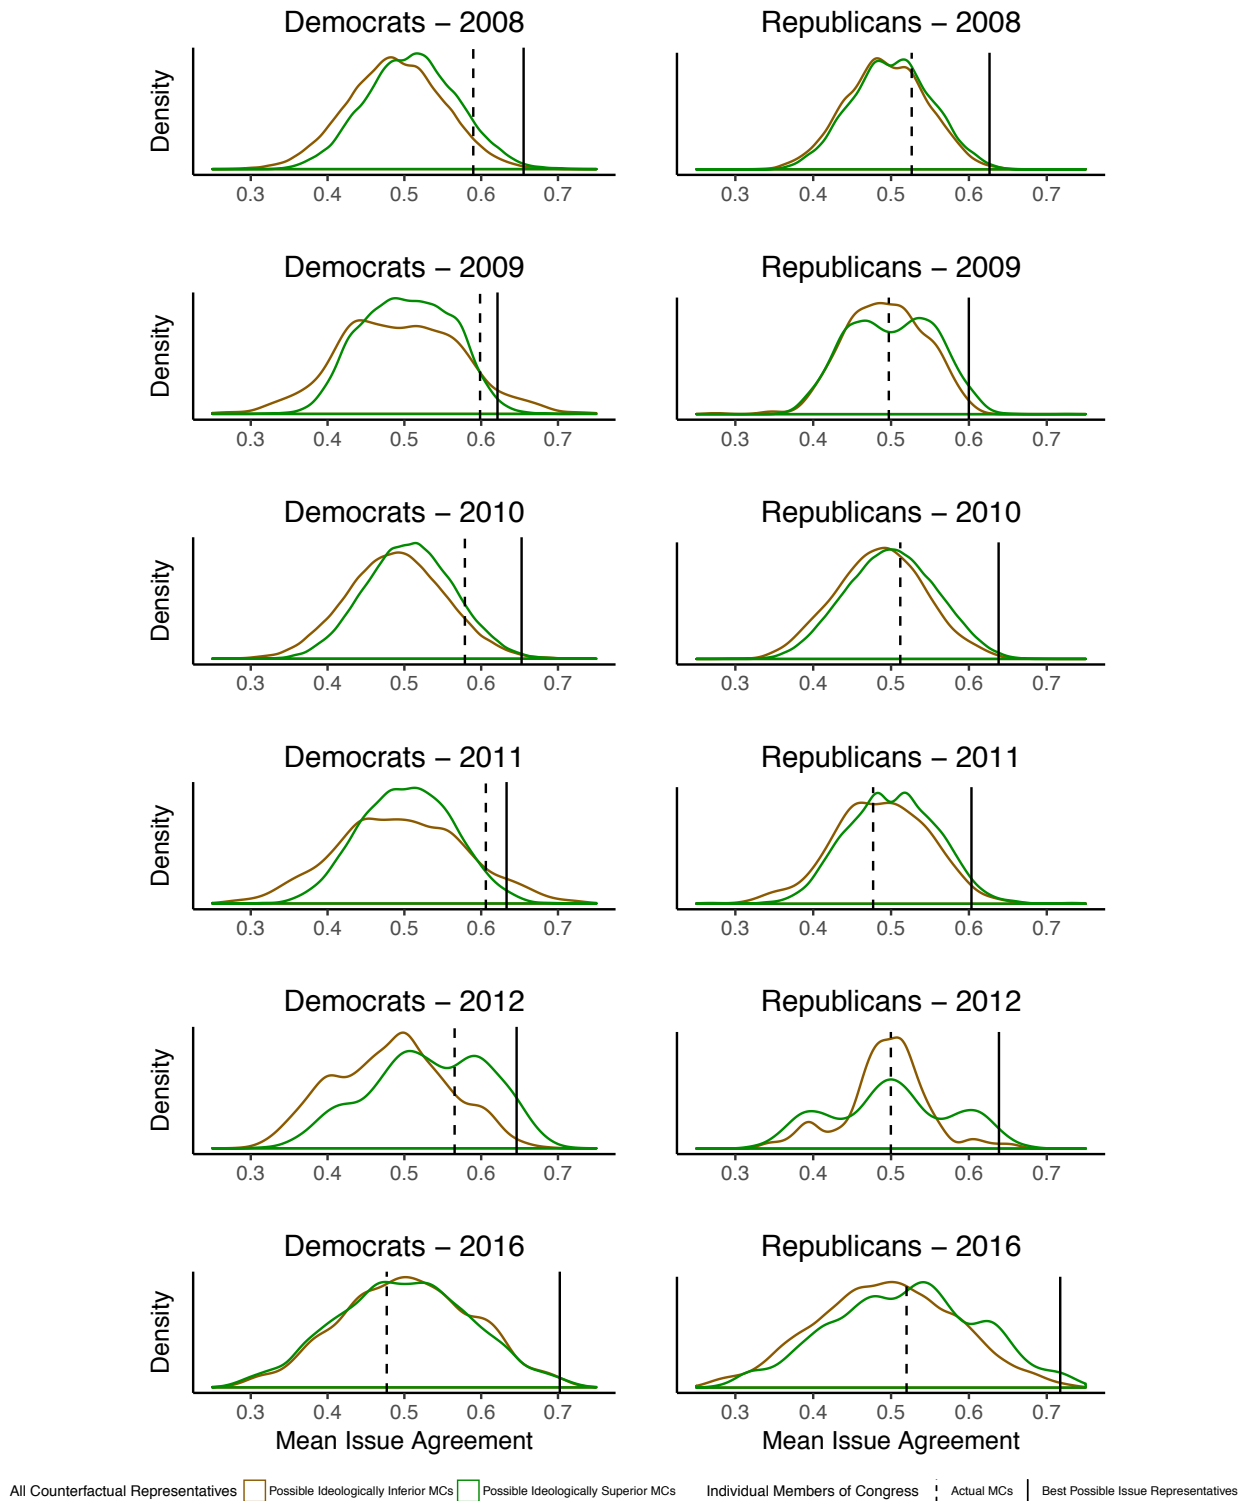 Democrats – 2008
Republicans – 2008
Density
Density
0.3 0.4 0.5 0.6 0.7
0.3 0.4 0.5 0.6 0.7
Democrats – 2009
Republicans – 2009
Density
Density
0.3 0.4 0.5 0.6 0.7
0.3 0.4 0.5 0.6 0.7
Democrats – 2010
Republicans – 2010
Density
Density
0.3 0.4 0.5 0.6 0.7
0.3 0.4 0.5 0.6 0.7
Democrats – 2011
Republicans – 2011
Density
Density
0.3 0.4 0.5 0.6 0.7
0.3 0.4 0.5 0.6 0.7
Democrats – 2012
Republicans – 2012
Density
Density
0.3 0.4 0.5 0.6 0.7
0.3 0.4 0.5 0.6 0.7
Democrats – 2016
Republicans – 2016
Density
Density
0.3 0.4 0.5 0.6 0.7
0.3 0.4 0.5 0.6 0.7
Mean Issue Agreement
Mean Issue Agreement
All Counterfactual Representatives Possible Ideologically Inferior MCs Possible Ideologically Superior MCs Individual Members of Congress Actual MCs Best Possible Issue Representatives